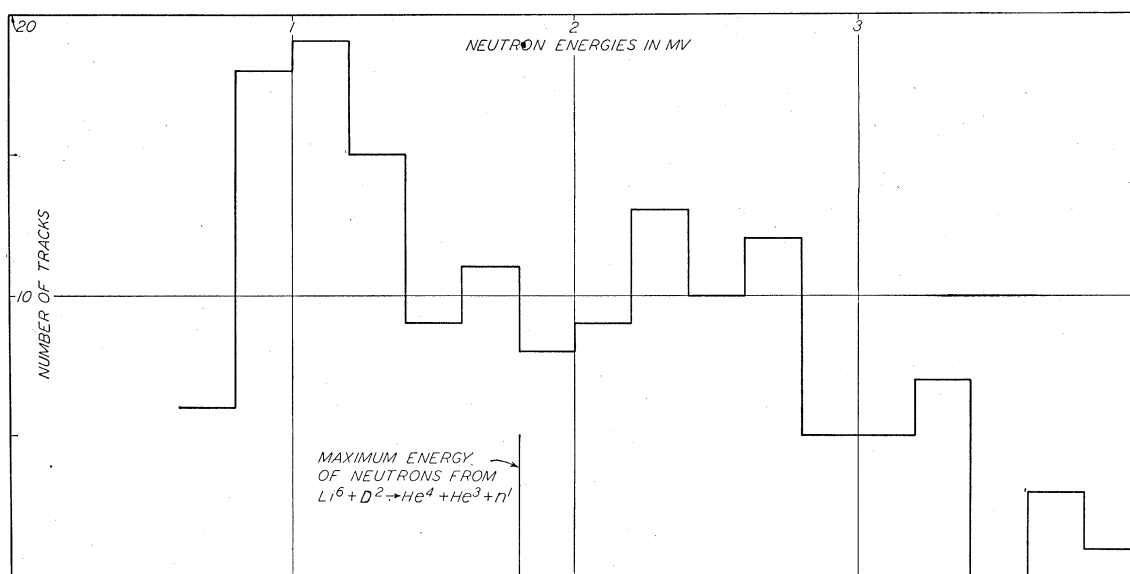 20
1
2
3
NEUTRON ENERGIES IN MV
NUMBER OF TRACKS
10
MAXIMUM ENERGY
OF NEUTRONS FROM
Li⁶ + D² → He⁴ + He³ + n¹